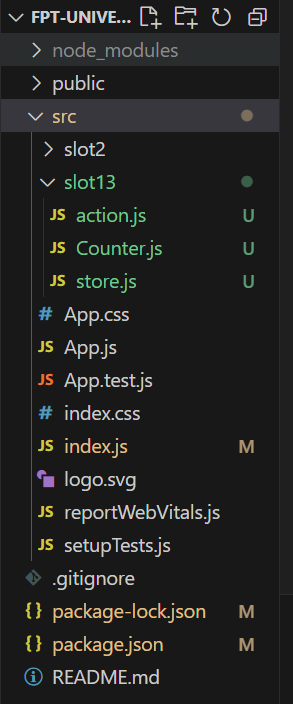 FPT-UNIVE...
node_modules
public
src
slot2
slot13
JS action.js U
JS Counter.js U
JS store.js U
# App.css
JS App.js
JS App.test.js
# index.css
JS index.js M
logo.svg
reportWebVitals.js
JS setupTests.js
.gitignore
{} package-lock.json M
{} package.json M
README.md